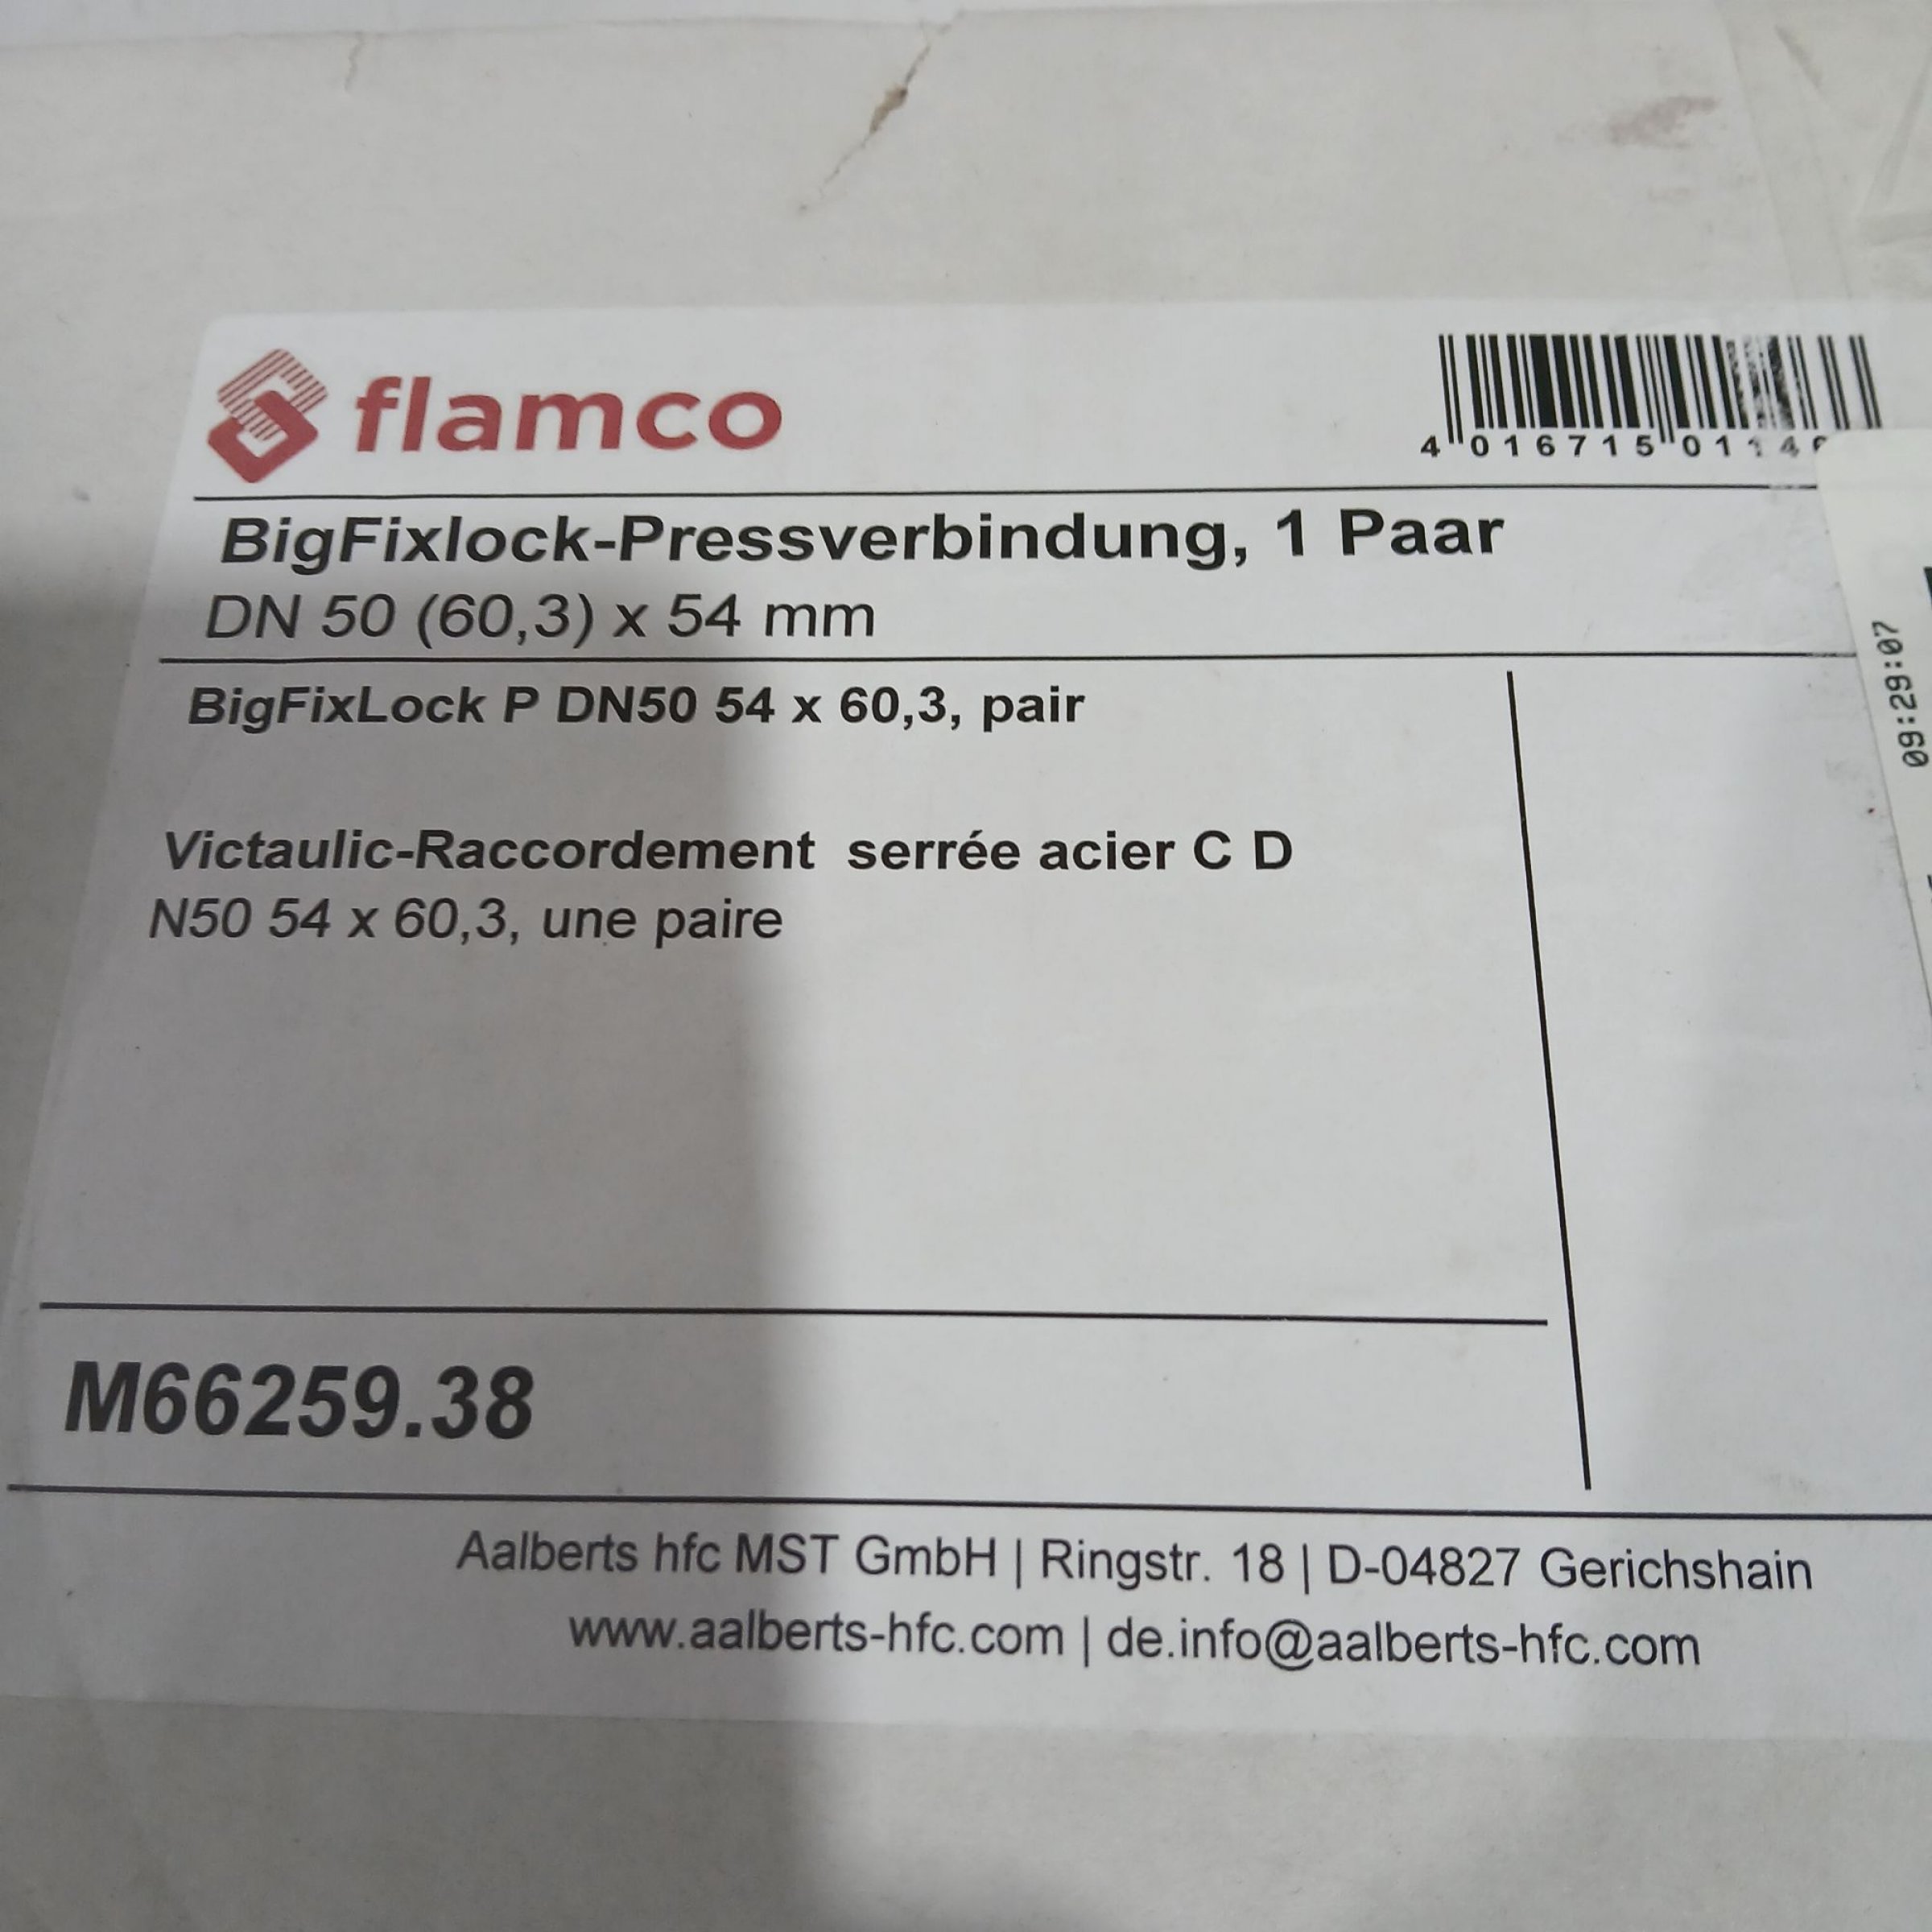 flamco
4 016715 0114
BigFixlock-Pressverbindung, 1 Paar
DN 50 (60,3) x 54 mm
BigFixLock P DN50 54 x 60,3, pair
Victaulic-Raccordement serrée acier C D
N50 54 x 60,3, une paire
09:29:07
M66259.38
Aalberts hfc MST GmbH | Ringstr. 18 | D-04827 Gerichshain
www.aalberts-hfc.com | de.info@aalberts-hfc.com